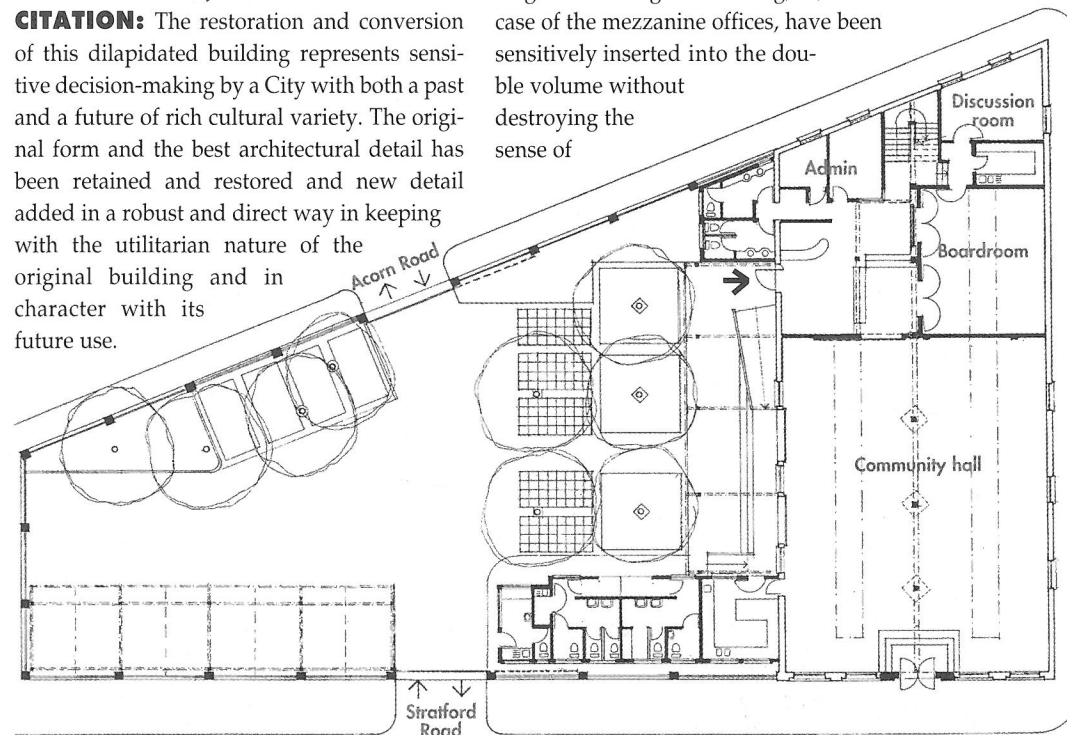 CITATION: The restoration and conversion
of this dilapidated building represents sensi-
tive decision-making by a City with both a past
and a future of rich cultural variety. The origi-
nal form and the best architectural detail has
been retained and restored and new detail
added in a robust and direct way in keeping
with the utilitarian nature of the
original building and in
character with its
future use.
case of the mezzanine offices, have been
sensitively inserted into the dou-
ble volume without
destroying the
sense of
Discussion
room
Admin
Boardroom
Acorn Road
Community hall
Stratford
Road